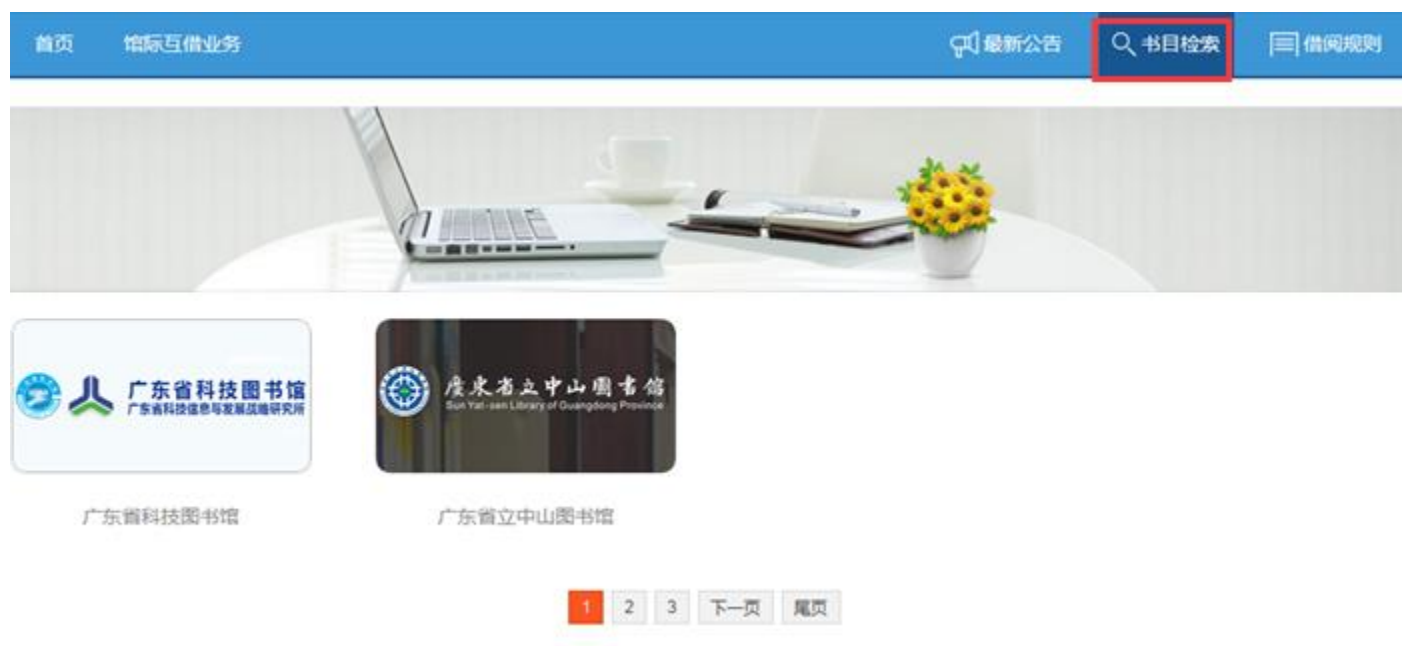 首页 馆际互借业务 最新公告 书目检索 借阅规则
广东省科技图书馆
广东省科技信息与发展战略研究所
廣東省立中山圖書馆
Sun Yat-sen Library of Guangdong Province
广东省科技图书馆 广东省立中山图书馆
1 2 3 下一页 尾页